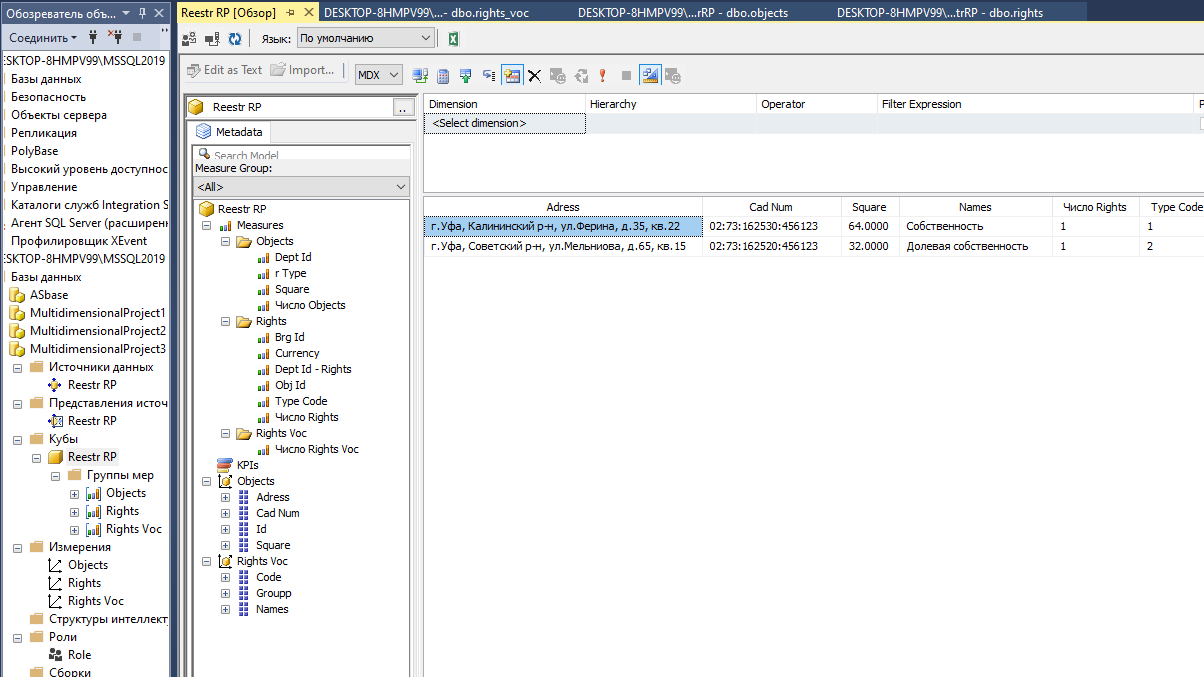 Обозреватель объ...
Соединить
ESKTOP-8HMPV99\MSSQL2019
Базы данных
Безопасность
Объекты сервера
Репликация
PolyBase
Высокий уровень доступнос
Управление
Каталоги служб Integration S
Агент SQL Server (расширен
Профилировщик XEvent
ESKTOP-8HMPV99\MSSQL2019
Базы данных
ASbase
MultidimensionalProject1
MultidimensionalProject2
MultidimensionalProject3
Источники данных
Reestr RP
Представления источ
Reestr RP
Кубы
Reestr RP
Группы мер
Objects
Rights
Rights Voc
Измерения
Objects
Rights
Rights Voc
Структуры интеллект
Роли
Role
Сборки
Reestr RP [Обзор]
DESKTOP-8HMPV99\...- dbo.rights_voc
DESKTOP-8HMPV99\...rRP - dbo.objects
DESKTOP-8HMPV99\...trRP - dbo.rights
Язык: По умолчанию
Edit as Text Import... MDX
Reestr RP ..
Metadata
Search Model
Measure Group:
<All>
Reestr RP
Measures
Objects
Dept Id
r Type
Square
Число Objects
Rights
Brg Id
Currency
Dept Id - Rights
Obj Id
Type Code
Число Rights
Rights Voc
Число Rights Voc
KPIs
Objects
Adress
Cad Num
Id
Square
Rights Voc
Code
Groupp
Names
Dimension Hierarchy Operator Filter Expression P
<Select dimension>
Adress Cad Num Square Names Число Rights Type Code
г.Уфа, Калининский р-н, ул.Ферина, д.35, кв.22 02:73:162530:456123 64.0000 Собственность 1 1
г.Уфа, Советский р-н, ул.Мельниова, д.65, кв.15 02:73:162520:456123 32.0000 Долевая собственность 1 2